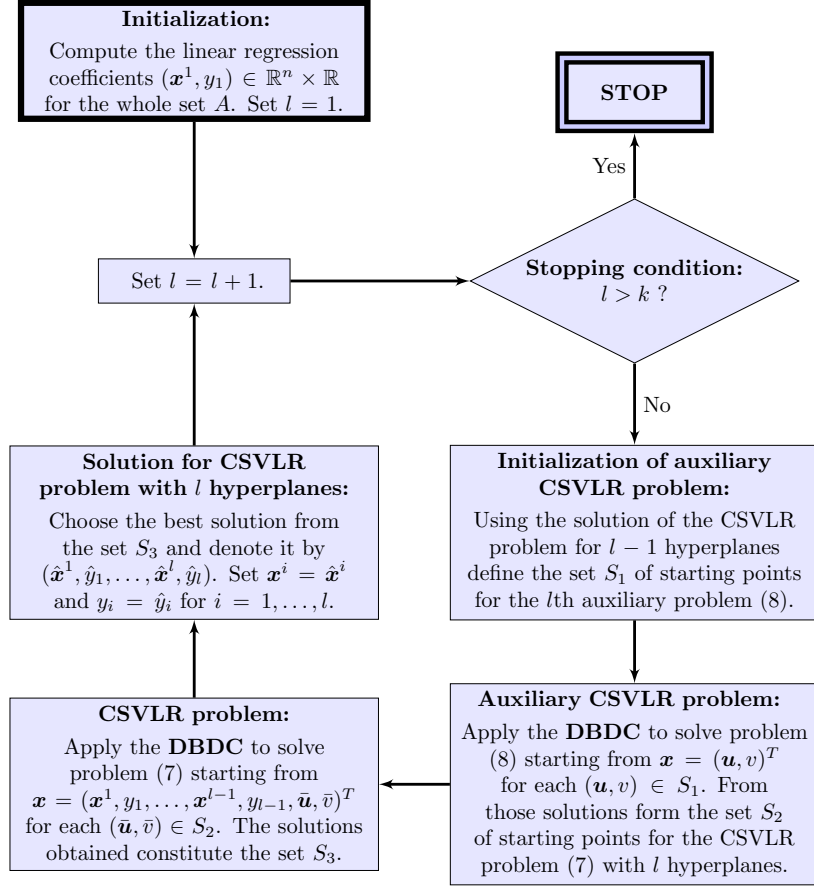 Initialization:
Compute the linear regression
coefficients (𝒙¹, y₁) ∈ ℝⁿ × ℝ
for the whole set A. Set l = 1.
STOP
Yes
Set l = l + 1.
Stopping condition:
l > k ?
No
Initialization of auxiliary
CSVLR problem:
Using the solution of the CSVLR
problem for l − 1 hyperplanes
define the set S₁ of starting points
for the lth auxiliary problem (8).
Auxiliary CSVLR problem:
Apply the DBDC to solve problem
(8) starting from 𝒙 = (𝒖, v)ᵀ
for each (𝒖, v) ∈ S₁. From
those solutions form the set S₂
of starting points for the CSVLR
problem (7) with l hyperplanes.
CSVLR problem:
Apply the DBDC to solve
problem (7) starting from
𝒙 = (𝒙¹, y₁, . . . , 𝒙ˡ⁻¹, yₗ₋₁, 𝒖̄, v̄)ᵀ
for each (𝒖̄, v̄) ∈ S₂. The solutions
obtained constitute the set S₃.
Solution for CSVLR
problem with l hyperplanes:
Choose the best solution from
the set S₃ and denote it by
(𝒙̂¹, ŷ₁, . . . , 𝒙̂ˡ, ŷₗ). Set 𝒙ⁱ = 𝒙̂ⁱ
and yᵢ = ŷᵢ for i = 1, . . . , l.